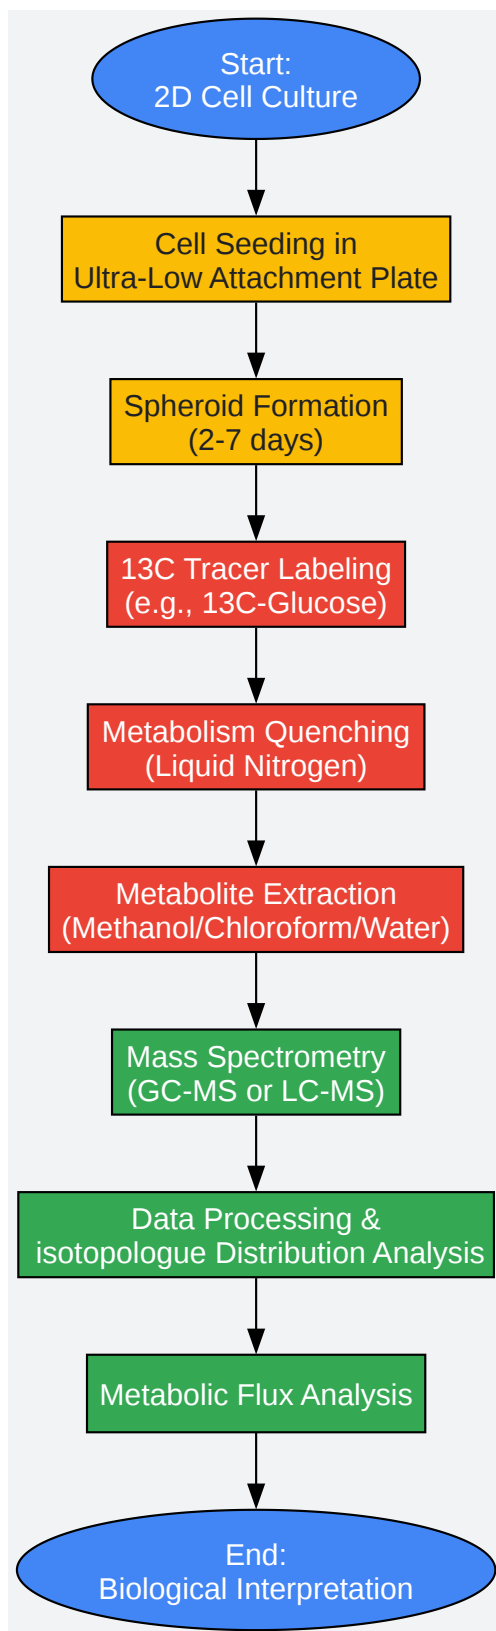 Start:
2D Cell Culture
Cell Seeding in
Ultra-Low Attachment Plate
Spheroid Formation
(2-7 days)
13C Tracer Labeling
(e.g., 13C-Glucose)
Metabolism Quenching
(Liquid Nitrogen)
Metabolite Extraction
(Methanol/Chloroform/Water)
Mass Spectrometry
(GC-MS or LC-MS)
Data Processing &
isotopologue Distribution Analysis
Metabolic Flux Analysis
End:
Biological Interpretation